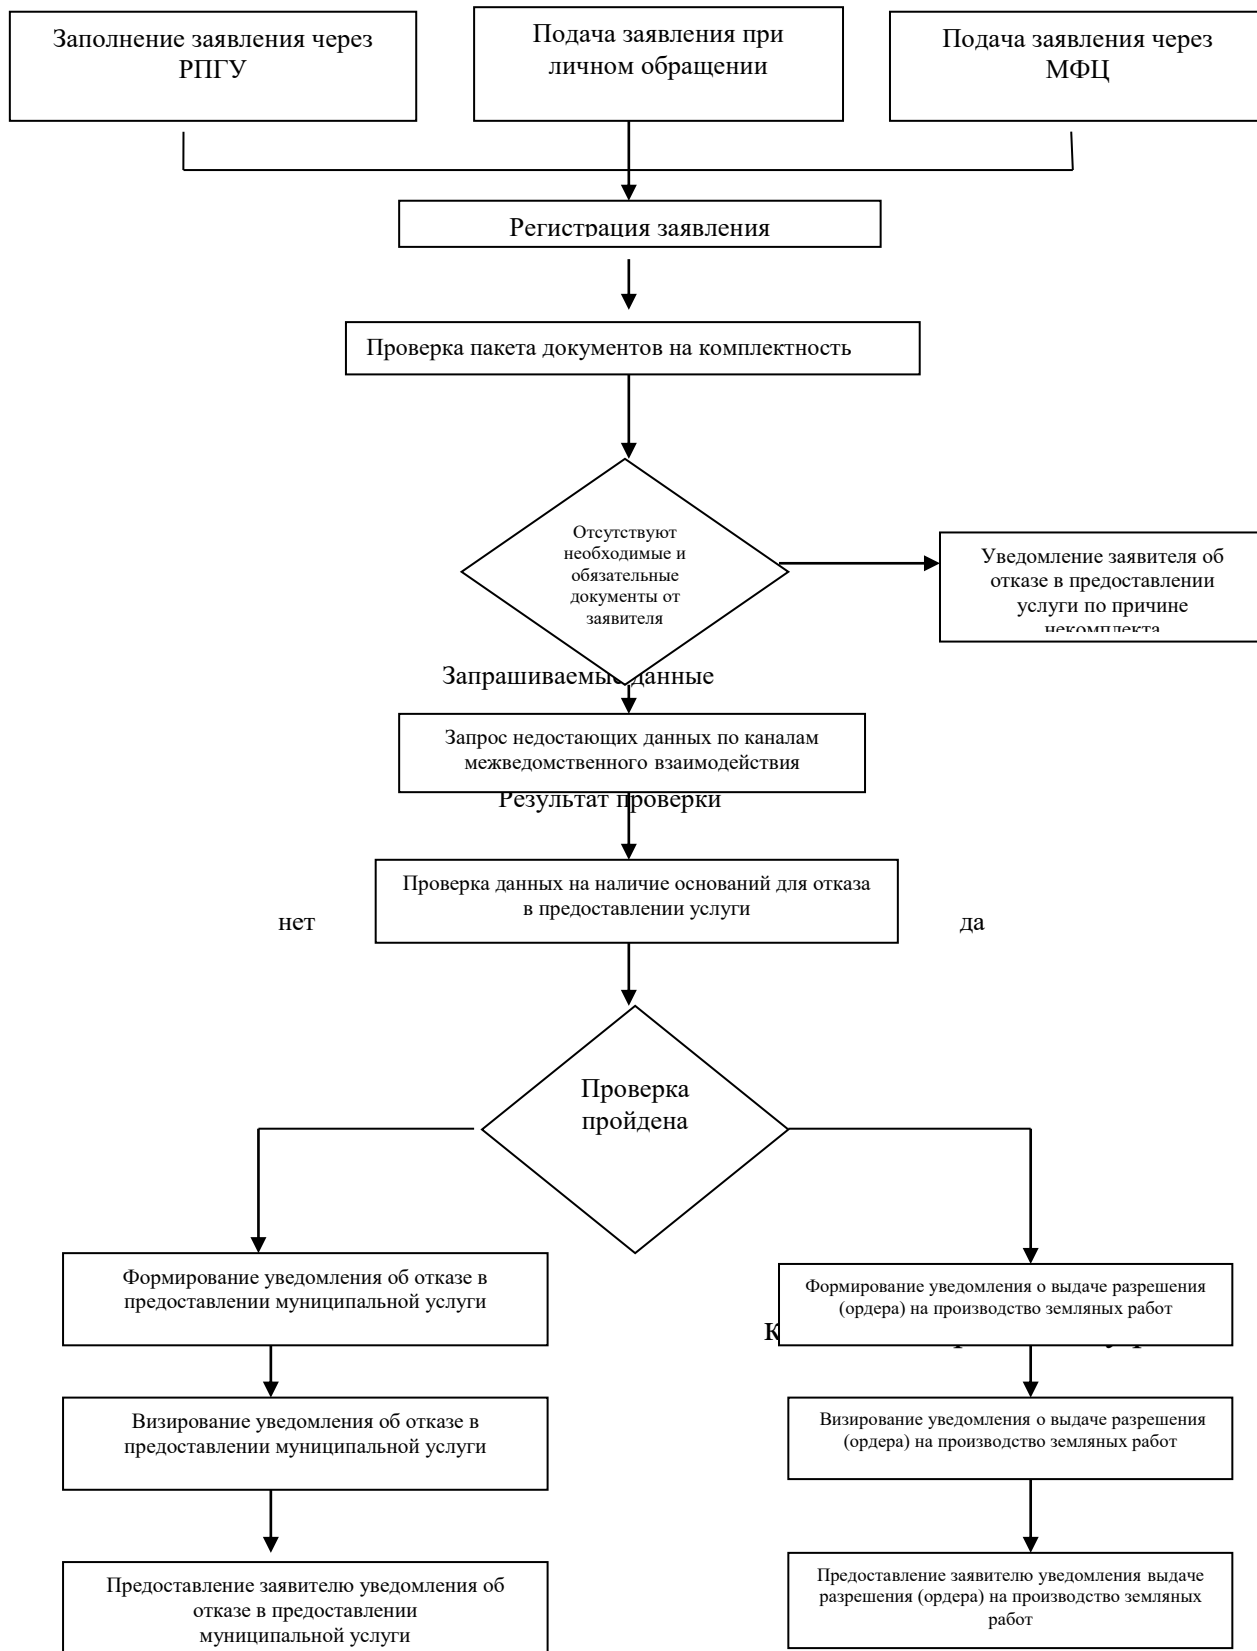 Заполнение заявления через
РПГУ
Подача заявления при
личном обращении
Подача заявления через
МФЦ
Регистрация заявления
Проверка пакета документов на комплектность
Отсутствуют
необходимые и
обязательные
документы от
заявителя
Уведомление заявителя об
отказе в предоставлении
услуги по причине
некомплекта
Запрашиваемые данные
Запрос недостающих данных по каналам
межведомственного взаимодействия
Результат проверки
Проверка данных на наличие оснований для отказа
в предоставлении услуги
нет
да
Проверка
пройдена
Формирование уведомления об отказе в
предоставлении муниципальной услуги
Формирование уведомления о выдаче разрешения
(ордера) на производство земляных работ
Визирование уведомления об отказе в
предоставлении муниципальной услуги
Визирование уведомления о выдаче разрешения
(ордера) на производство земляных работ
Предоставление заявителю уведомления об
отказе в предоставлении
муниципальной услуги
Предоставление заявителю уведомления выдаче
разрешения (ордера) на производство земляных
работ